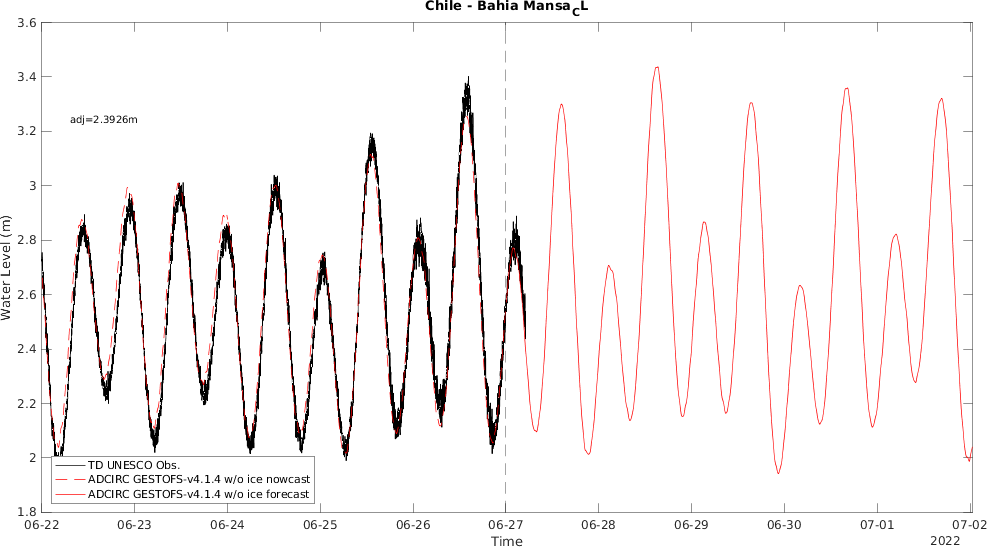 Chile - Bahia Mansa_CL
3.6
3.4
adj=2.3926m
3.2
3
2.8
Water Level (m)
2.6
2.4
2.2
2
TD UNESCO Obs.
ADCIRC GESTOFS-v4.1.4 w/o ice nowcast
ADCIRC GESTOFS-v4.1.4 w/o ice forecast
1.8
06-22 06-23 06-24 06-25 06-26 06-27 06-28 06-29 06-30 07-01 07-02
Time
2022